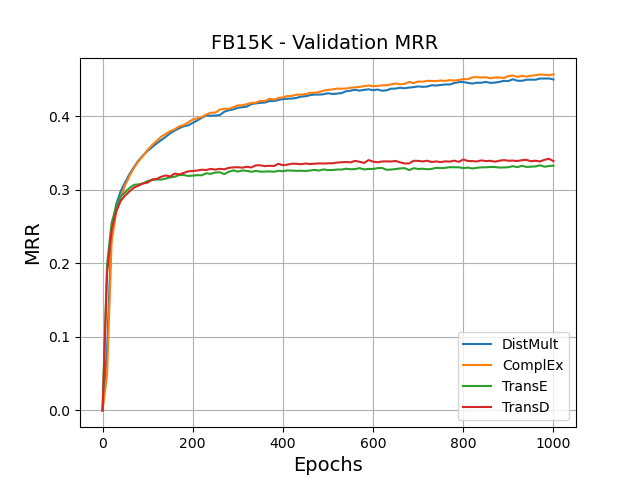 FB15K - Validation MRR
MRR
0.4
0.3
0.2
0.1
0.0
0 200 400 600 800 1000
Epochs
DistMult
ComplEx
TransE
TransD